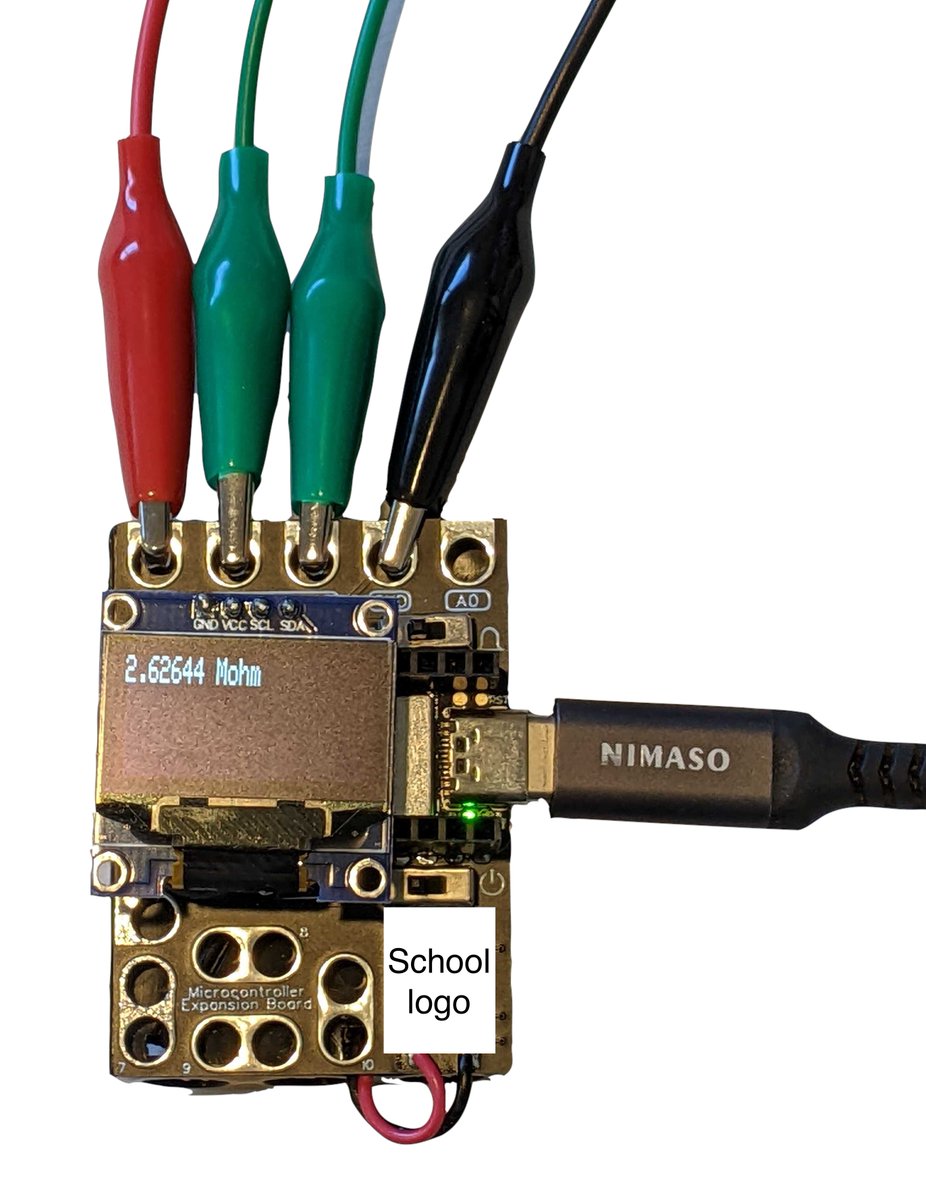 A0
GND VCC SCL SDA
2.62644 Mohm
NIMASO
8
School
logo
Microcontroller
Expansion Board
7
9
10